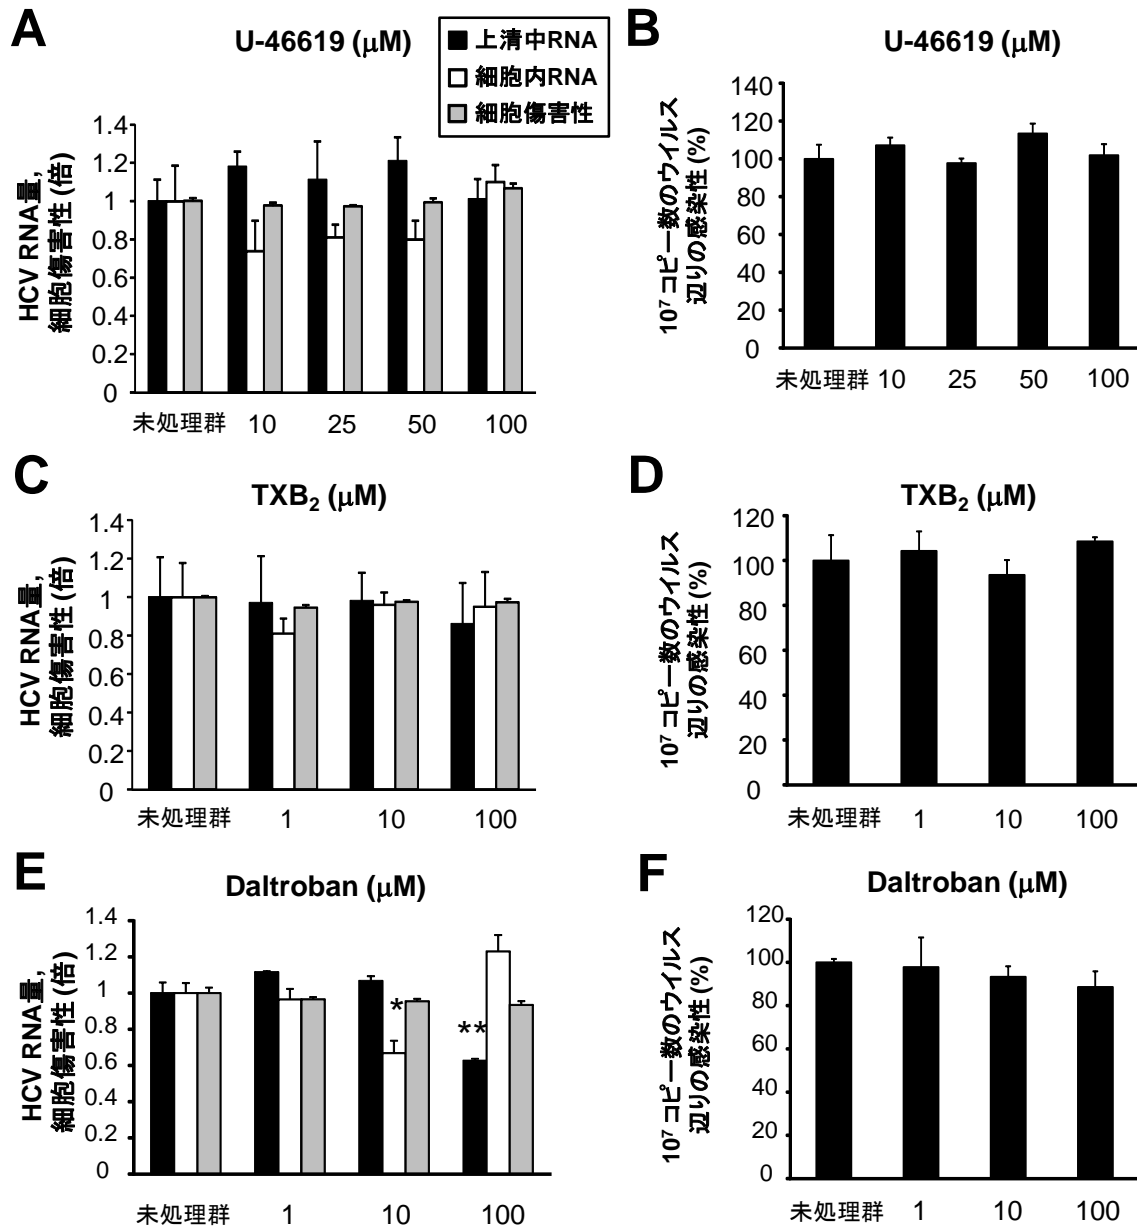 A
U-46619 (μM)
上清中RNA
細胞内RNA
細胞傷害性
HCV RNA量,
細胞傷害性 (倍)
1.4
1.2
1
0.8
0.6
0.4
0.2
0
未処理群 10 25 50 100
B
U-46619 (μM)
10⁷ コピー数のウイルス
辺りの感染性 (%)
140
120
100
80
60
40
20
0
未処理群 10 25 50 100
C
TXB₂ (μM)
HCV RNA量,
細胞傷害性 (倍)
1.4
1.2
1
0.8
0.6
0.4
0.2
0
未処理群 1 10 100
D
TXB₂ (μM)
10⁷ コピー数のウイルス
辺りの感染性 (%)
120
100
80
60
40
20
0
未処理群 1 10 100
E
Daltroban (μM)
HCV RNA量,
細胞傷害性 (倍)
1.4
1.2
1
0.8
0.6
0.4
0.2
0
*
**
未処理群 1 10 100
F
Daltroban (μM)
10⁷ コピー数のウイルス
辺りの感染性 (%)
120
100
80
60
40
20
0
未処理群 1 10 100